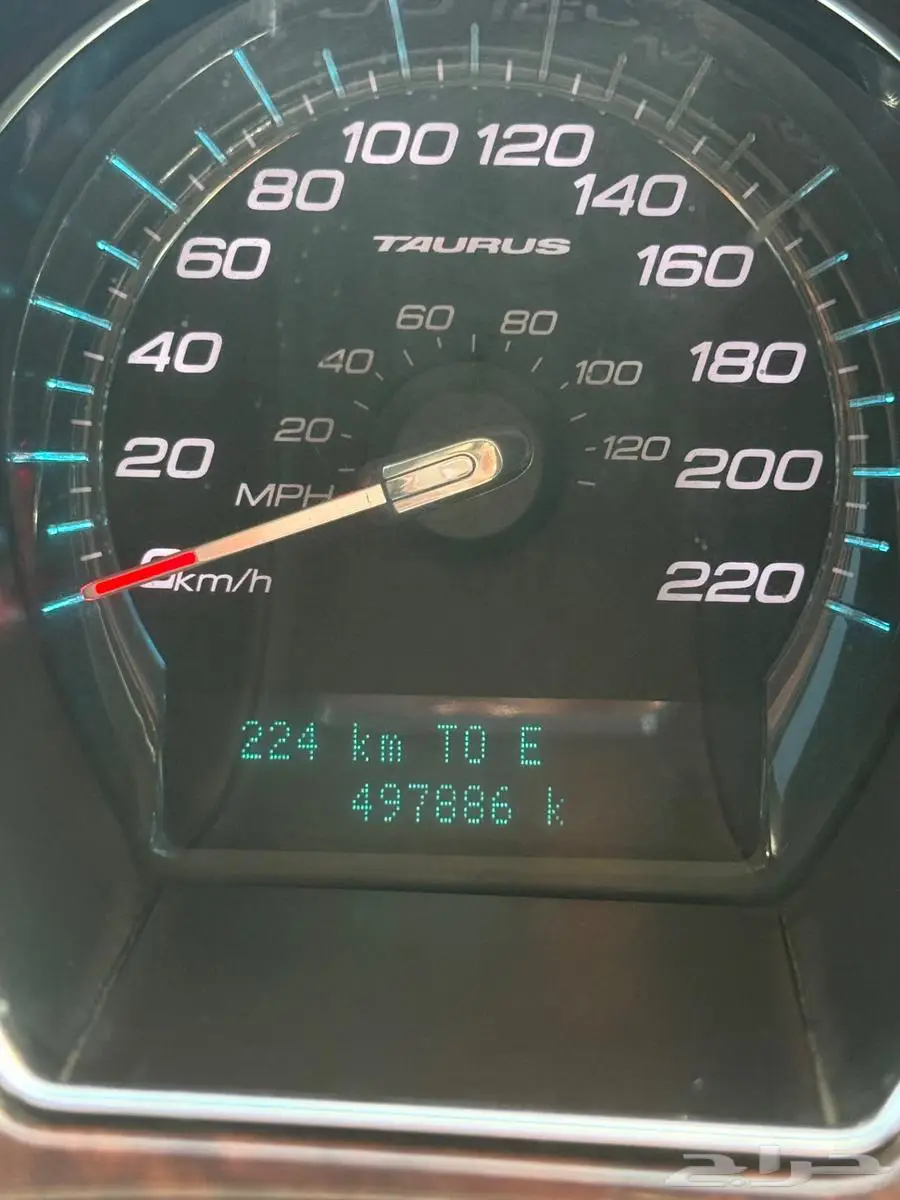 100 120
80 140
TAURUS
60 160
60 80
40 180
40 100
20 120
20 200
MPH
km/h 220
224 km TO E
497886 k
حراج